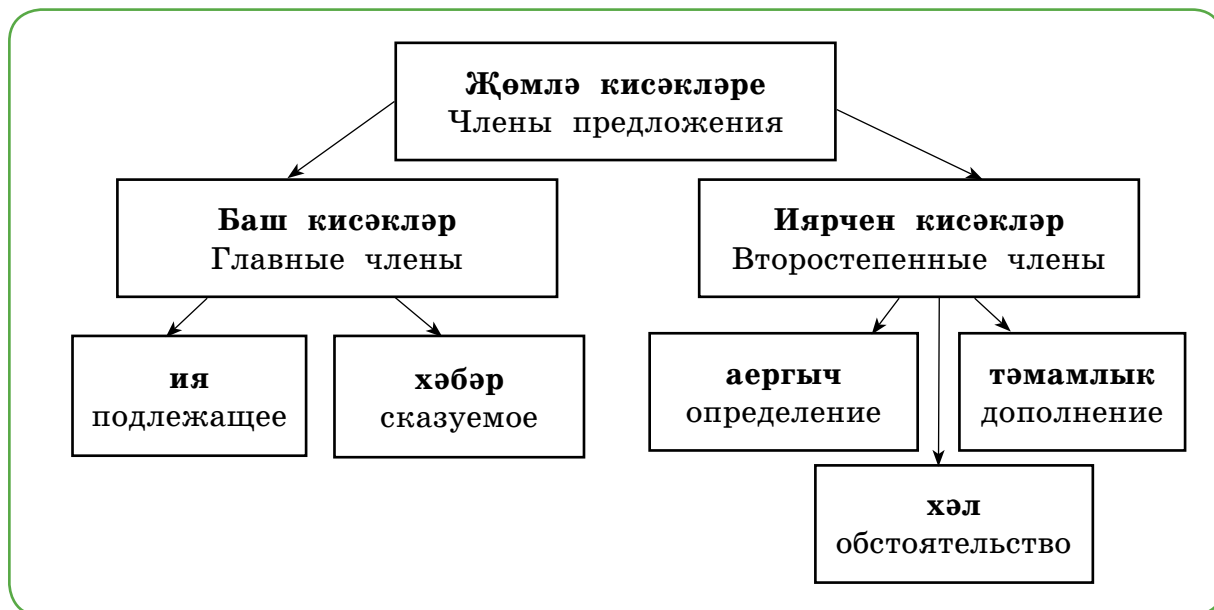 Җөмлә кисәкләре
Члены предложения
Баш кисәкләр
Главные члены
Иярчен кисәкләр
Второстепенные члены
ия
подлежащее
хәбәр
сказуемое
аергыч
определение
тәмамлык
дополнение
хәл
обстоятельство